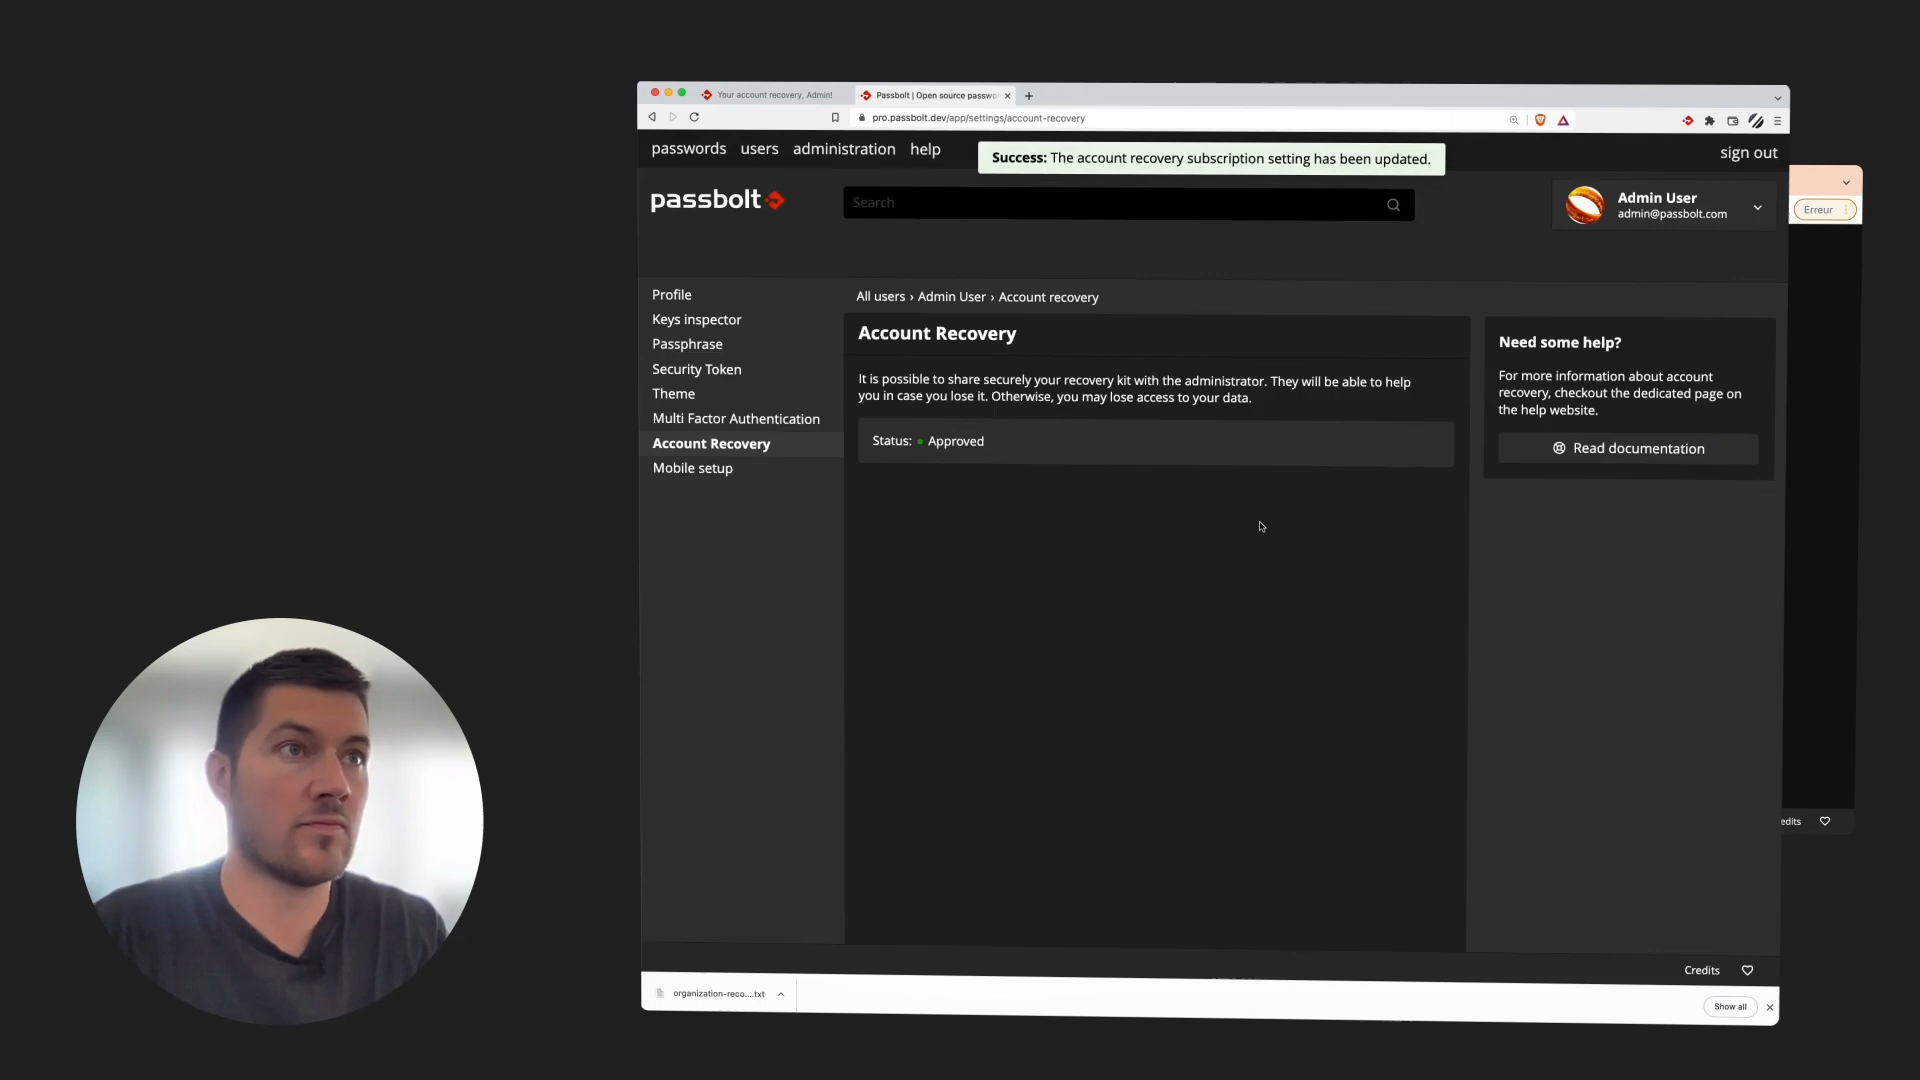 Your account recovery, Admin!
Passbolt | Open source passwo
pro.passbolt.dev/app/settings/account-recovery
passwords users administration help
Success: The account recovery subscription setting has been updated.
sign out
passbolt
Search
Admin User
admin@passbolt.com
Erreur
Profile
Keys inspector
Passphrase
Security Token
Theme
Multi Factor Authentication
Account Recovery
Mobile setup
All users › Admin User › Account recovery
Account Recovery
It is possible to share securely your recovery kit with the administrator. They will be able to help
you in case you lose it. Otherwise, you may lose access to your data.
Status: Approved
Need some help?
For more information about account
recovery, checkout the dedicated page on
the help website.
Read documentation
edits
Credits
organization-reco....txt
Show all